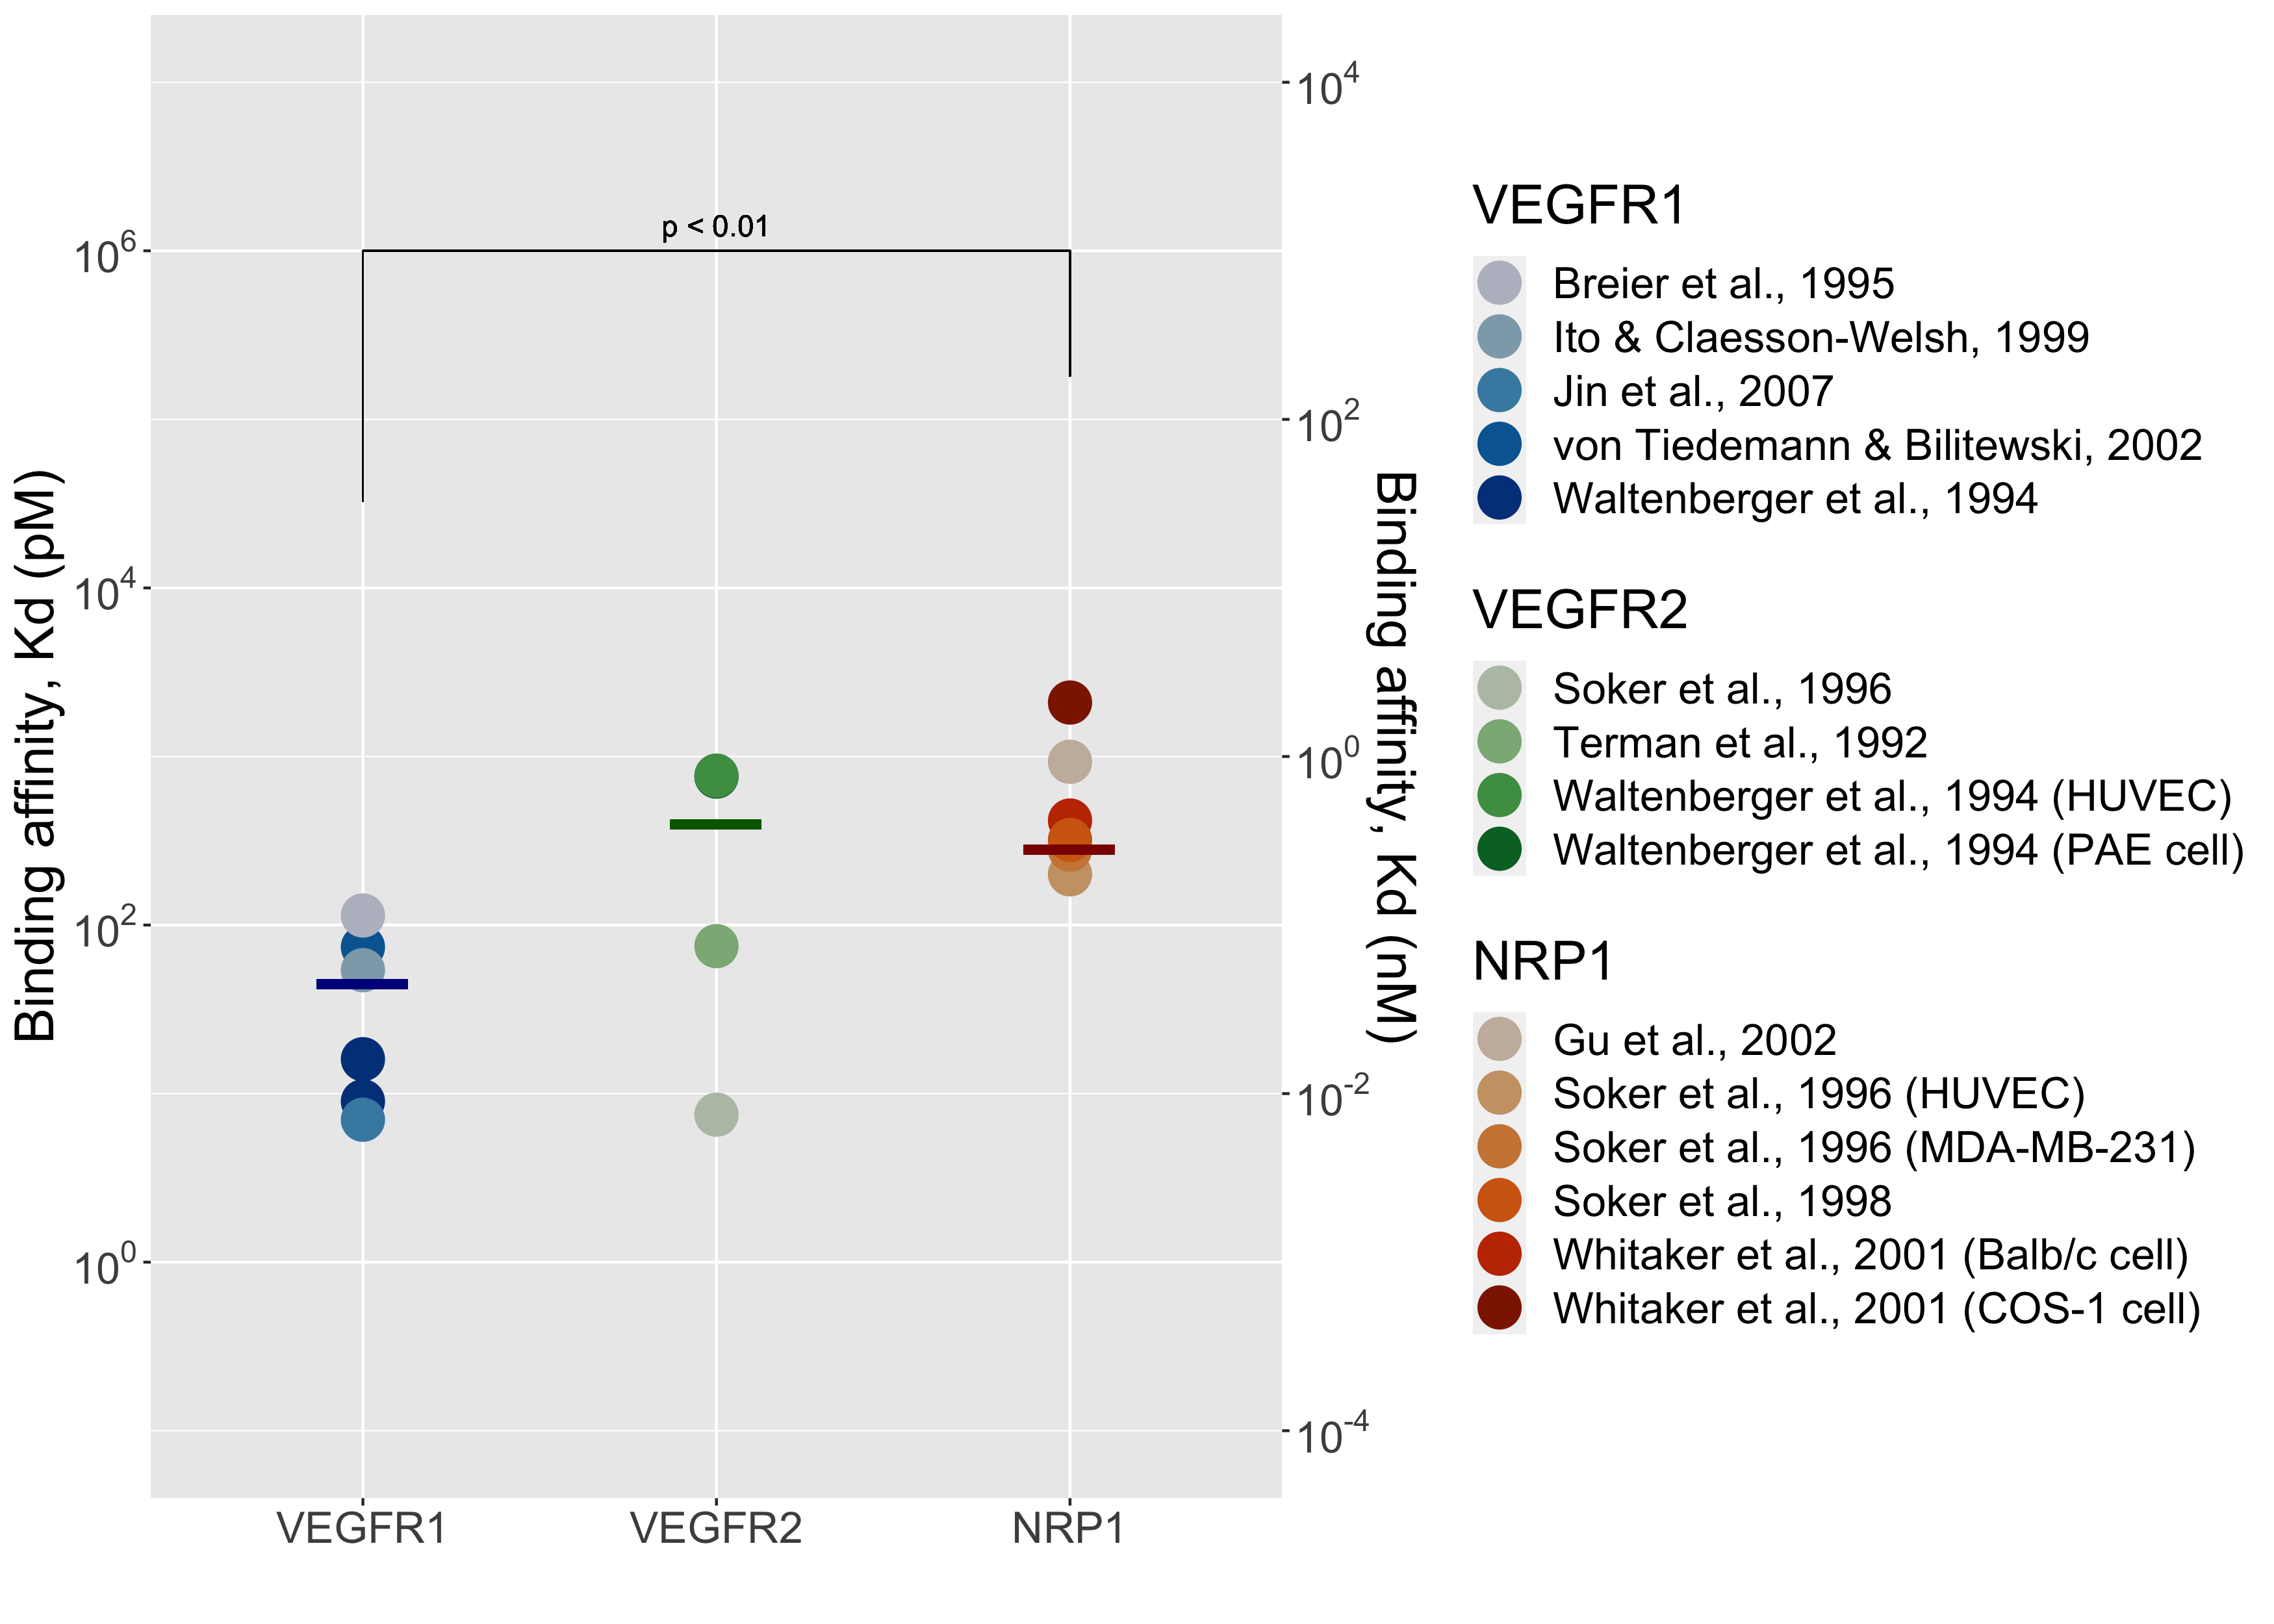 Binding affinity, Kd (pM)
10^6
10^4
10^2
10^0
p < 0.01
VEGFR1
VEGFR2
NRP1
10^4
10^2
10^0
10^-2
10^-4
Binding affinity, Kd (nM)
VEGFR1
Breier et al., 1995
Ito & Claesson-Welsh, 1999
Jin et al., 2007
von Tiedemann & Bilitewski, 2002
Waltenberger et al., 1994
VEGFR2
Soker et al., 1996
Terman et al., 1992
Waltenberger et al., 1994 (HUVEC)
Waltenberger et al., 1994 (PAE cell)
NRP1
Gu et al., 2002
Soker et al., 1996 (HUVEC)
Soker et al., 1996 (MDA-MB-231)
Soker et al., 1998
Whitaker et al., 2001 (Balb/c cell)
Whitaker et al., 2001 (COS-1 cell)